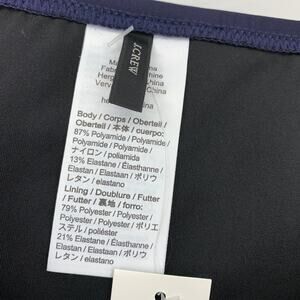 J.CREW
China
Body / Corps / Oberteil /
Oberteil / 本体 / cuerpo:
87% Polyamide / Polyamide /
Polyamide / Polyamide /
ナイロン / poliamida
13% Elastane / Élasthanne /
Elastan / Elastaan / ポリウ
レタン / elastano
Lining / Doublure / Futter
/ Futter / 裏地 / forro:
79% Polyester / Polyester /
Polyester / Polyester / ポリエ
ステル / poliéster
21% Elastane / Élasthanne /
Elastan / Elastaan / ポリウ
レタン / elastano